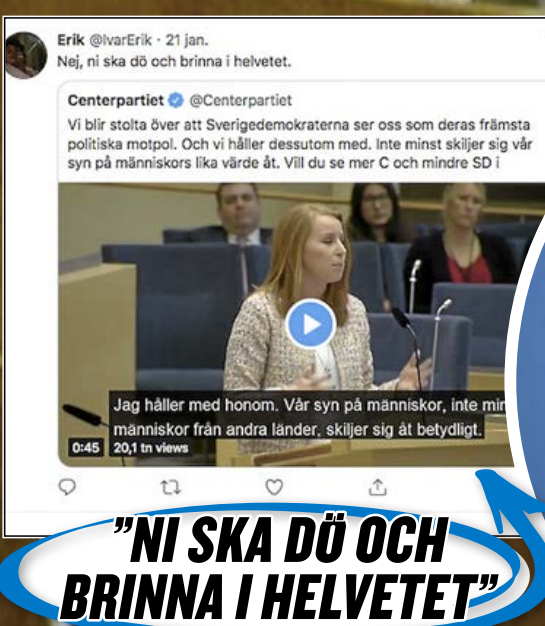 Erik @IvarErik · 21 jan.
Nej, ni ska dö och brinna i helvetet.
Centerpartiet @Centerpartiet
Vi blir stolta över att Sverigedemokraterna ser oss som deras främsta
politiska motpol. Och vi håller dessutom med. Inte minst skiljer sig vår
syn på människors lika värde åt. Vill du se mer C och mindre SD i
Jag håller med honom. Vår syn på människor, inte min
människor från andra länder, skiljer sig åt betydligt.
0:45 20,1 tn views
"NI SKA DÖ OCH
BRINNA I HELVETET"